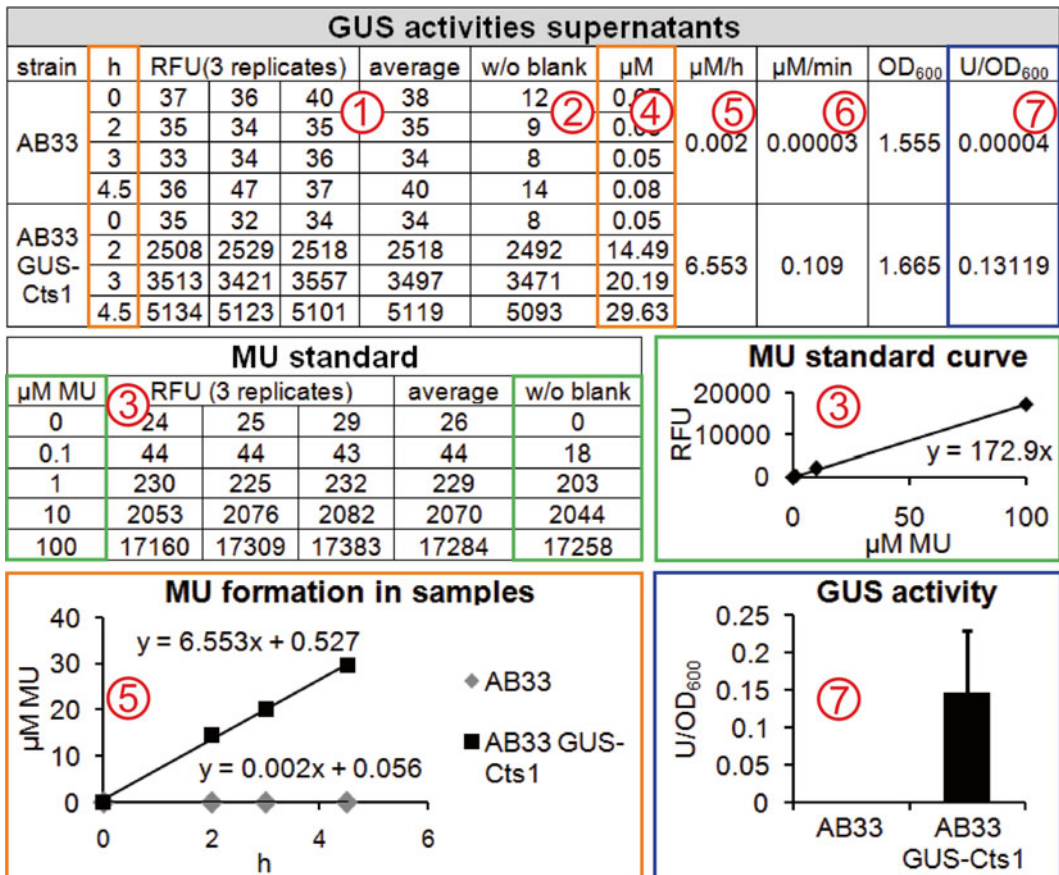 GUS activities supernatants
strain h RFU(3 replicates) average w/o blank µM µM/h µM/min OD600 U/OD600
AB33
0 37 36 40 ① 38 12 ② ④
2 35 34 35 35 9
3 33 34 36 34 8 0.05
4.5 36 47 37 40 14 0.08
⑤ ⑥ ⑦
0.002 0.00003 1.555 0.00004
AB33
GUS-
Cts1
0 35 32 34 34 8 0.05
2 2508 2529 2518 2518 2492 14.49
3 3513 3421 3557 3497 3471 20.19
4.5 5134 5123 5101 5119 5093 29.63
6.553 0.109 1.665 0.13119
MU standard
µM MU ③ RFU (3 replicates) average w/o blank
0 24 25 29 26 0
0.1 44 44 43 44 18
1 230 225 232 229 203
10 2053 2076 2082 2070 2044
100 17160 17309 17383 17284 17258
MU standard curve
RFU
20000
10000
0
③
y = 172.9x
0 50 100
µM MU
MU formation in samples
µM MU
40
30
20
10
0
y = 6.553x + 0.527
⑤
y = 0.002x + 0.056
0 2 4 6
h
AB33
AB33 GUS-
Cts1
GUS activity
U/OD600
0.25
0.2
0.15
0.1
0.05
0
⑦
AB33 AB33
GUS-Cts1